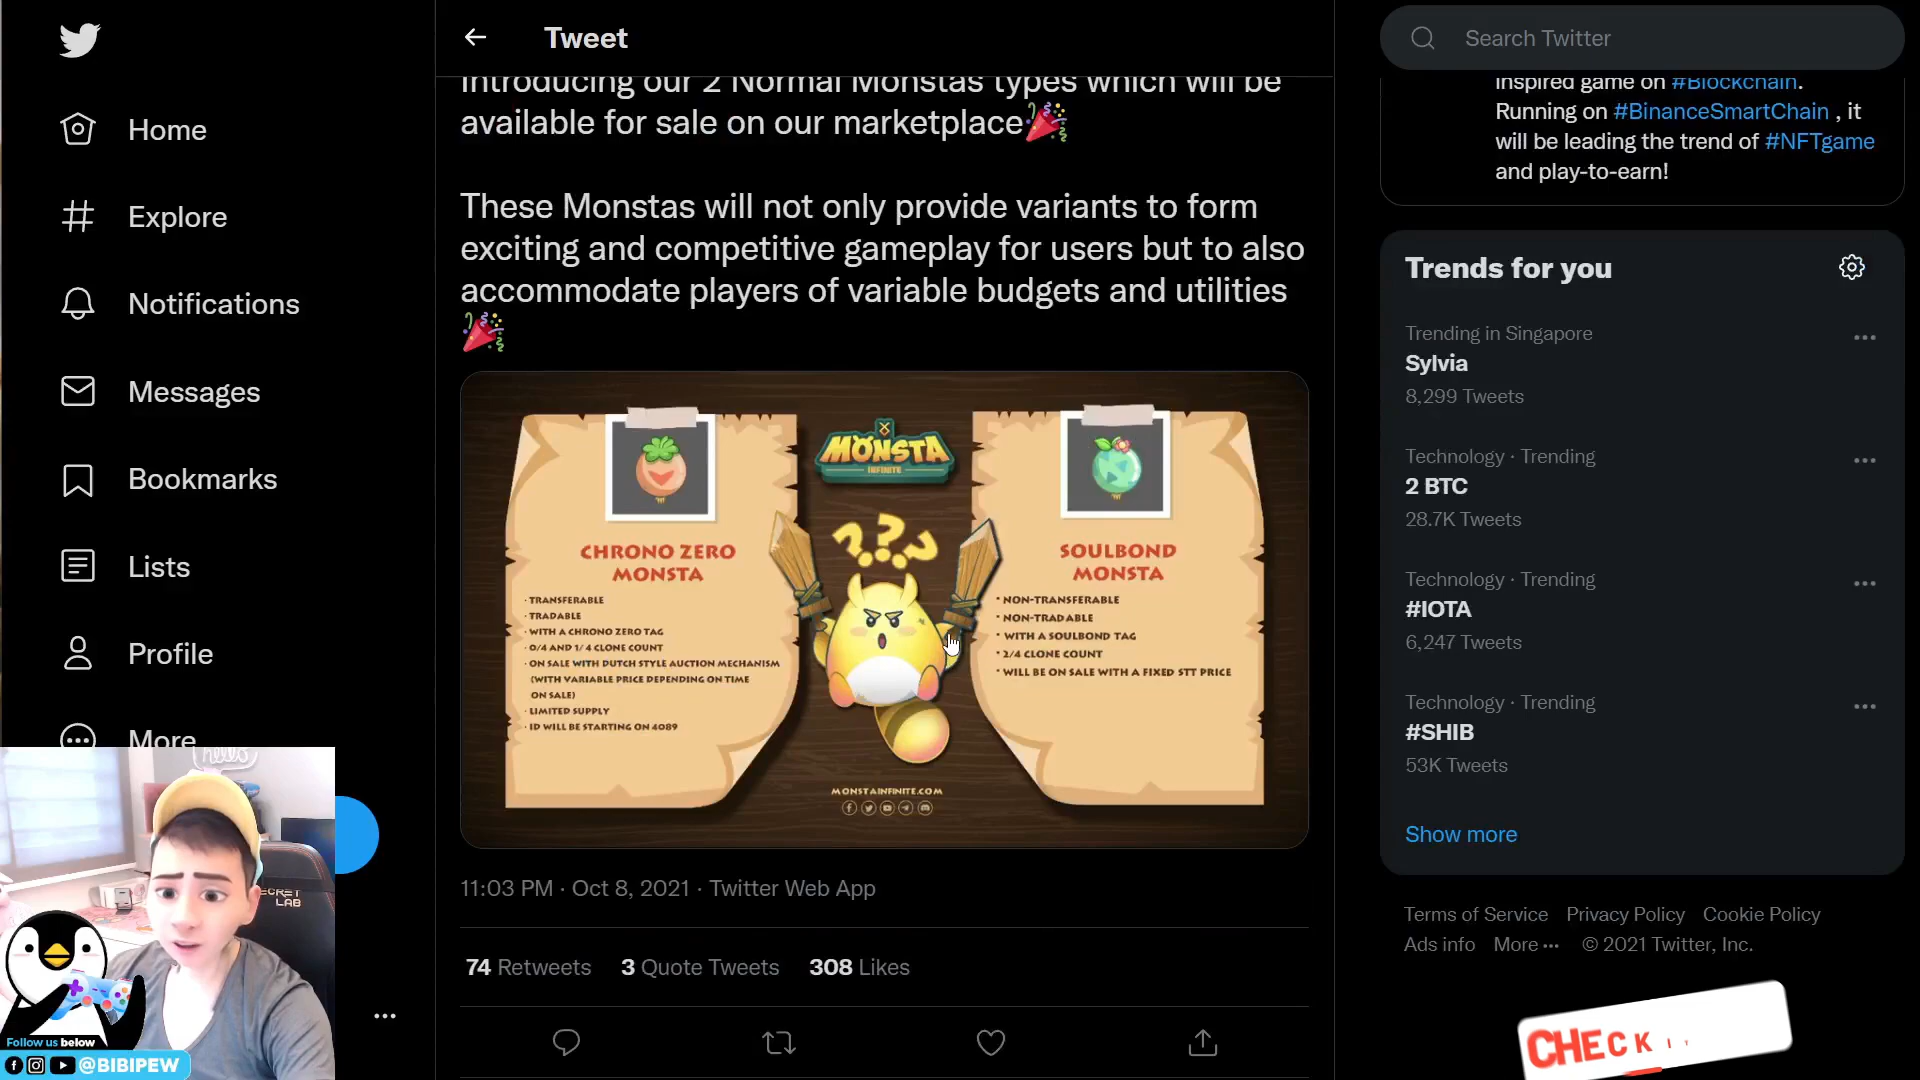 Home
Explore
Notifications
Messages
Bookmarks
Lists
Profile
More
Tweet
Introducing our 2 Normal Monstas types which will be
available for sale on our marketplace🎉
These Monstas will not only provide variants to form
exciting and competitive gameplay for users but to also
accommodate players of variable budgets and utilities
🎉
MONSTA
INFINITE
CHRONO ZERO
MONSTA
· TRANSFERABLE
· TRADABLE
· WITH A CHRONO ZERO TAG
· 0/4 AND 1/4 CLONE COUNT
· ON SALE WITH DUTCH STYLE AUCTION MECHANISM
(WITH VARIABLE PRICE DEPENDING ON TIME
ON SALE)
· LIMITED SUPPLY
· ID WILL BE STARTING ON 4089
???
SOULBOND
MONSTA
• NON-TRANSFERABLE
• NON-TRADABLE
• WITH A SOULBOND TAG
• 2/4 CLONE COUNT
• WILL BE ON SALE WITH A FIXED STT PRICE
MONSTAINFINITE.COM
11:03 PM · Oct 8, 2021 · Twitter Web App
74 Retweets 3 Quote Tweets 308 Likes
Search Twitter
inspired game on #Blockchain.
Running on #BinanceSmartChain , it
will be leading the trend of #NFTgame
and play-to-earn!
Trends for you
Trending in Singapore
Sylvia
8,299 Tweets
Technology · Trending
2 BTC
28.7K Tweets
Technology · Trending
#IOTA
6,247 Tweets
Technology · Trending
#SHIB
53K Tweets
Show more
Terms of Service Privacy Policy Cookie Policy
Ads info More ··· © 2021 Twitter, Inc.
hello
SECRET
LAB
Follow us below
@BIBIPEW
CHECK